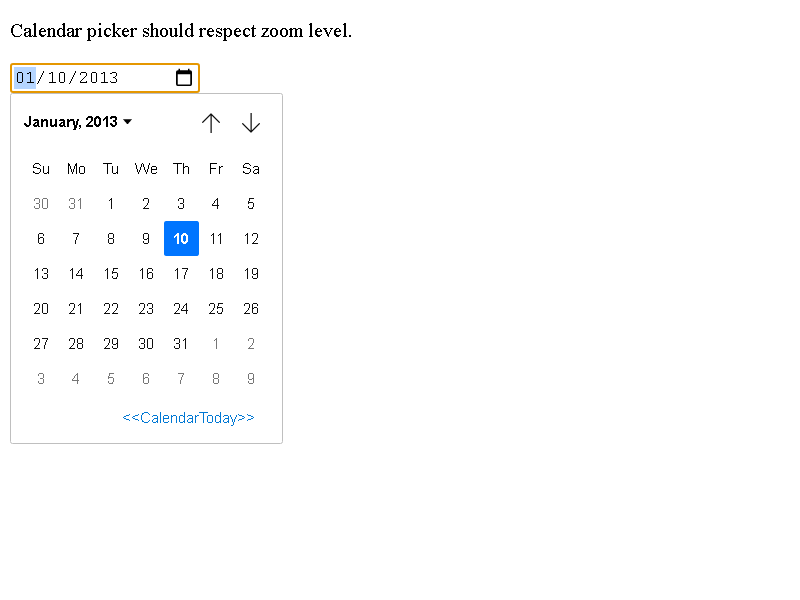 Calendar picker should respect zoom level.
01/10/2013
January, 2013
Su Mo Tu We Th Fr Sa
30 31 1 2 3 4 5
6 7 8 9 10 11 12
13 14 15 16 17 18 19
20 21 22 23 24 25 26
27 28 29 30 31 1 2
3 4 5 6 7 8 9
<<CalendarToday>>